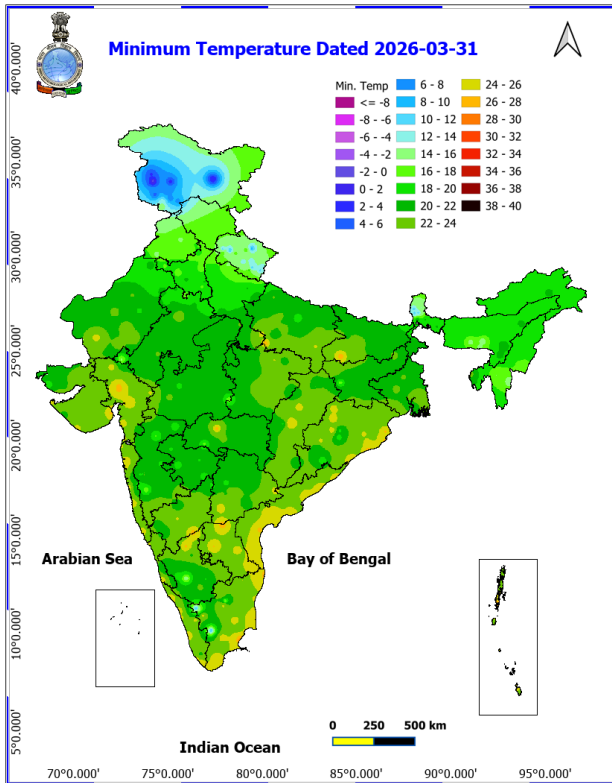 Minimum Temperature Dated 2026-03-31
Min. Temp
<= -8
-8 - -6
-6 - -4
-4 - -2
-2 - 0
0 - 2
2 - 4
4 - 6
6 - 8
8 - 10
10 - 12
12 - 14
14 - 16
16 - 18
18 - 20
20 - 22
22 - 24
24 - 26
26 - 28
28 - 30
30 - 32
32 - 34
34 - 36
36 - 38
38 - 40
40°0.000'
35°0.000'
30°0.000'
25°0.000'
20°0.000'
15°0.000'
10°0.000'
5°0.000'
Arabian Sea
Bay of Bengal
Indian Ocean
0 250 500 km
70°0.000' 75°0.000' 80°0.000' 85°0.000' 90°0.000' 95°0.000'